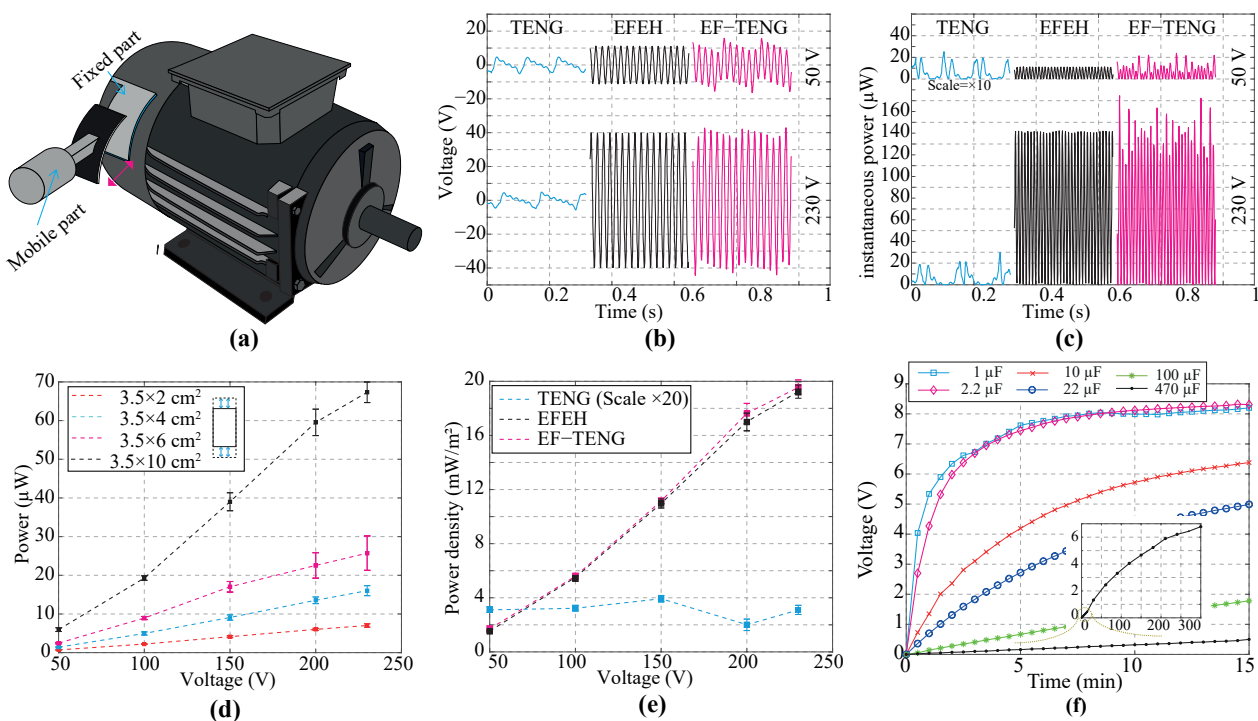 Fixed part
Mobile part
(a)
TENG EFEH EF−TENG
20
0
−20
−40
40
20
0
−20
−40
Voltage (V)
50 V
230 V
0 0.2 0.4 0.6 0.8 1
Time (s)
(b)
TENG EFEH EF−TENG
Scale=×10
60
40
20
0
160
140
120
100
80
60
40
20
0
instantaneous power (µW)
50 V
230 V
0 0.2 0.4 0.6 0.8 1
Time (s)
(c)
70
60
50
40
30
20
10
0
Power (µW)
3.5×2 cm²
3.5×4 cm²
3.5×6 cm²
3.5×10 cm²
50 100 150 200 250
Voltage (V)
(d)
20
16
12
8
4
0
Power density (mW/m²)
TENG (Scale ×20)
EFEH
EF−TENG
50 100 150 200 250
Voltage (V)
(e)
1 µF 10 µF 100 µF
2.2 µF 22 µF 470 µF
9
8
7
6
5
4
3
2
1
0
Voltage (V)
6
4
2
0
0 100 200 300
0 5 10 15
Time (min)
(f)